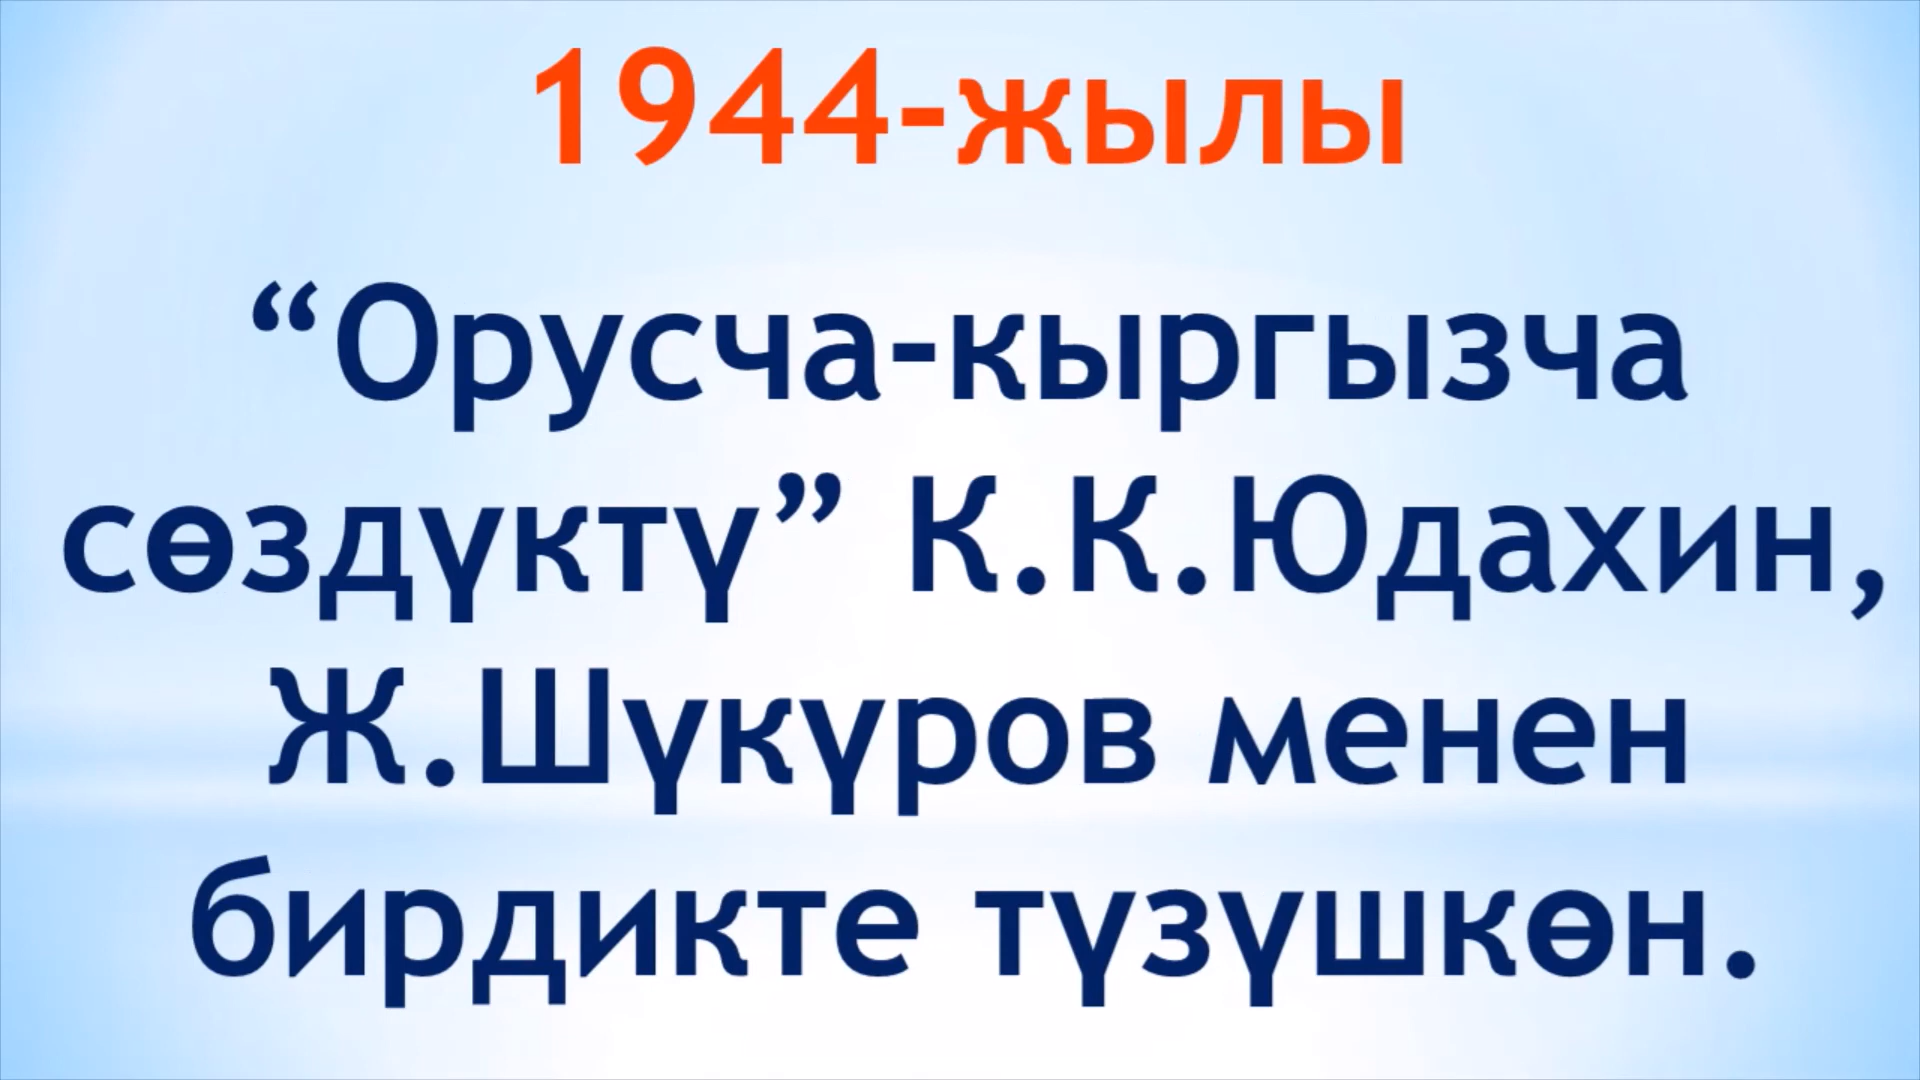 1944-жылы
“Орусча-кыргызча
сөздүктү” К.К.Юдахин,
Ж.Шүкүров менен
бирдикте түзүшкөн.